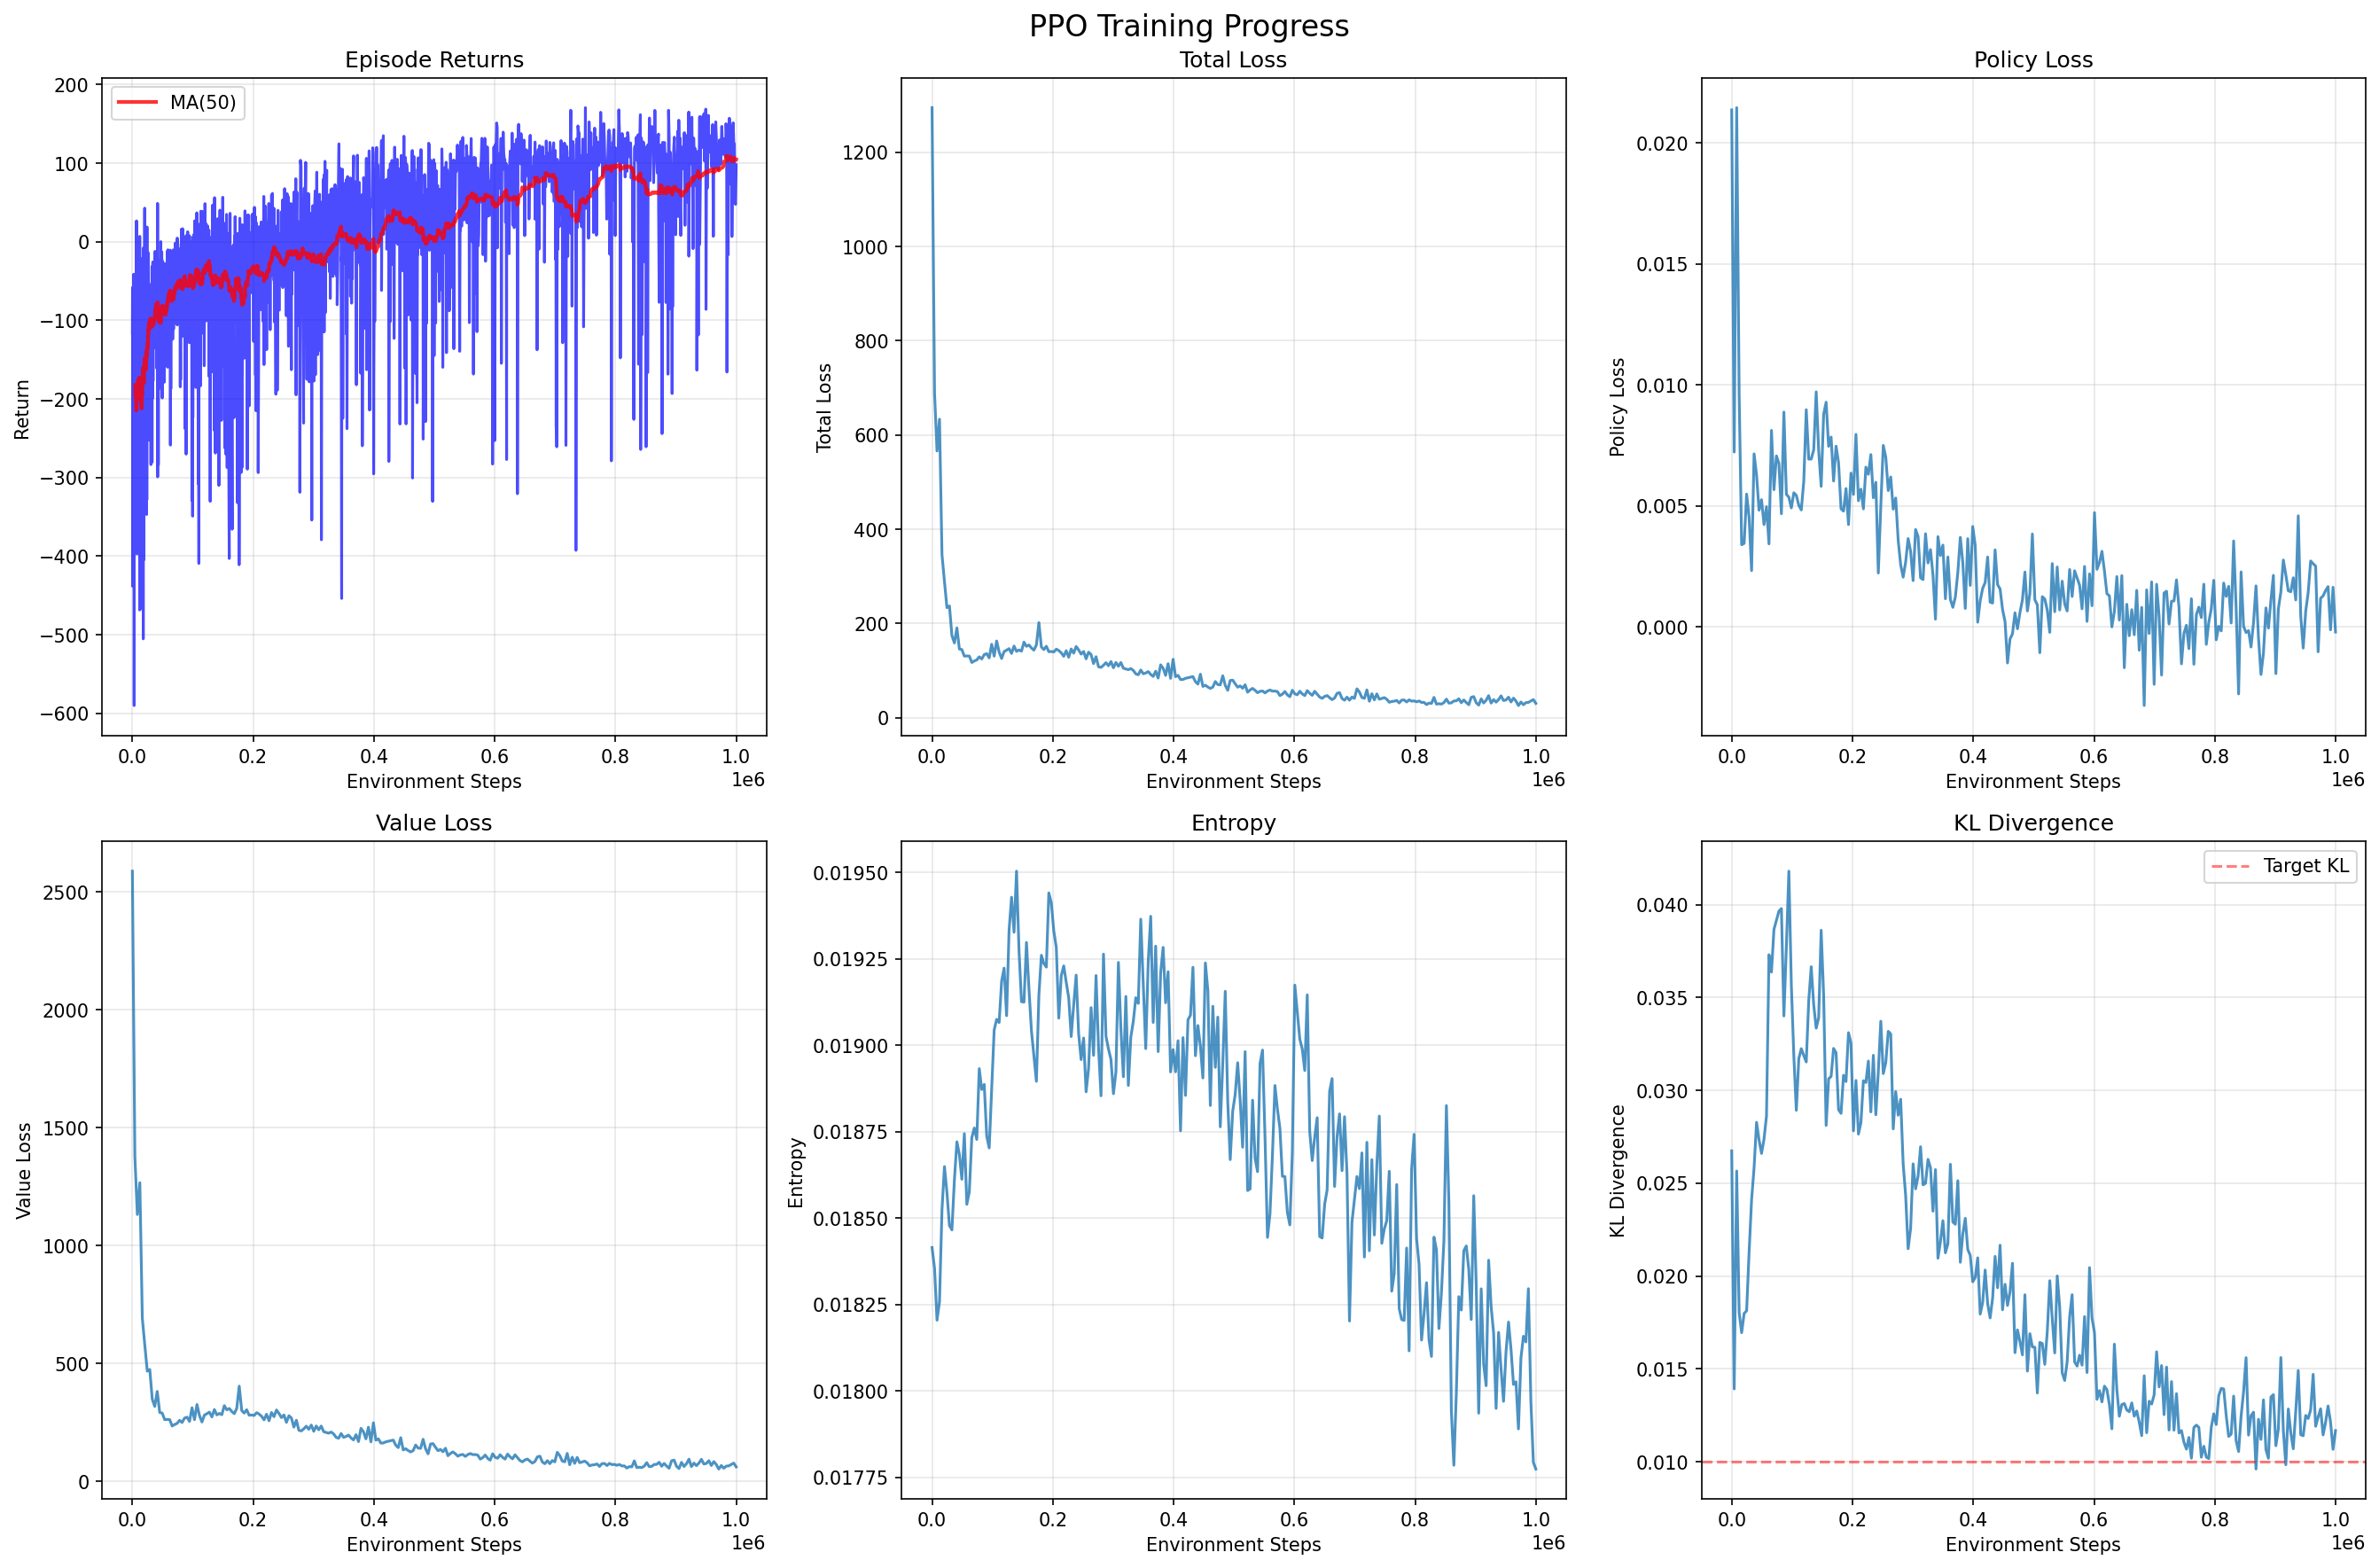 PPO Training Progress
Episode Returns
MA(50)
200
100
0
−100
−200
−300
−400
−500
−600
Return
0.0 0.2 0.4 0.6 0.8 1.0
1e6
Environment Steps
Total Loss
1200
1000
800
600
400
200
0
Total Loss
0.0 0.2 0.4 0.6 0.8 1.0
1e6
Environment Steps
Policy Loss
0.020
0.015
0.010
0.005
0.000
Policy Loss
0.0 0.2 0.4 0.6 0.8 1.0
1e6
Environment Steps
Value Loss
2500
2000
1500
1000
500
0
Value Loss
0.0 0.2 0.4 0.6 0.8 1.0
1e6
Environment Steps
Entropy
0.01950
0.01925
0.01900
0.01875
0.01850
0.01825
0.01800
0.01775
Entropy
0.0 0.2 0.4 0.6 0.8 1.0
1e6
Environment Steps
KL Divergence
Target KL
0.040
0.035
0.030
0.025
0.020
0.015
0.010
KL Divergence
0.0 0.2 0.4 0.6 0.8 1.0
1e6
Environment Steps